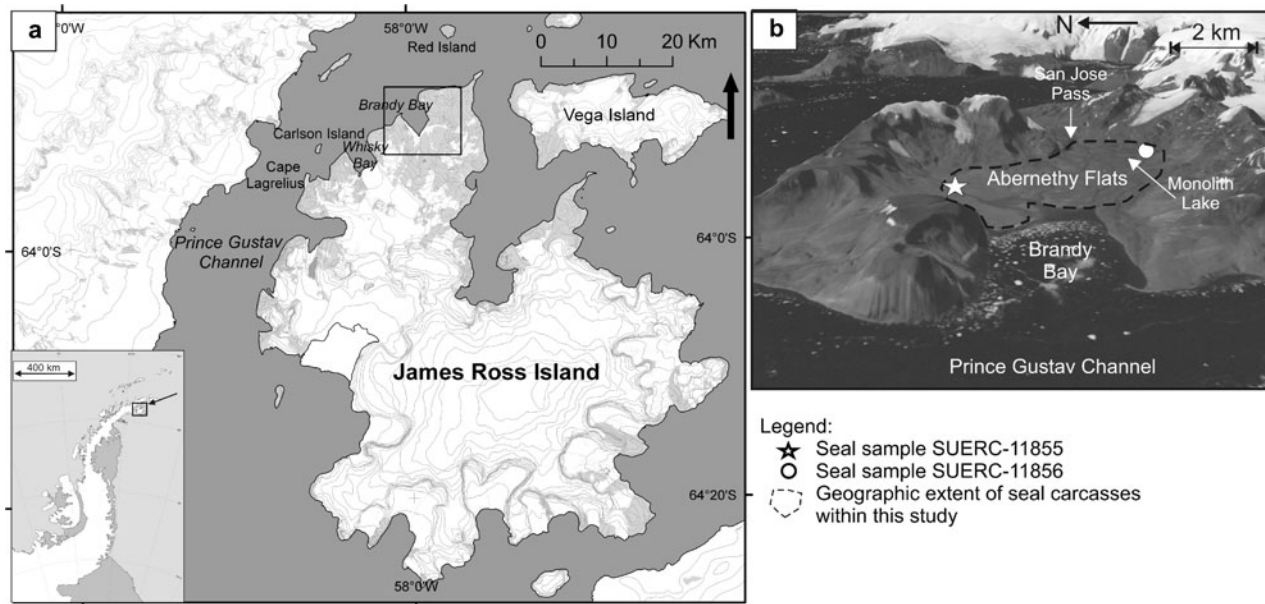 a
0'0"W
58°0'W
Red Island
0 10 20 Km
Brandy Bay
Vega Island
Carlson Island
Whisky
Bay
Cape
Lagrelius
Prince Gustav
Channel
64°0'S
64°0'S
James Ross Island
400 km
64°20'S
58°0'W
b
N
2 km
San Jose
Pass
Abernethy Flats
Monolith
Lake
Brandy
Bay
Prince Gustav Channel
Legend:
Seal sample SUERC-11855
Seal sample SUERC-11856
Geographic extent of seal carcasses
within this study